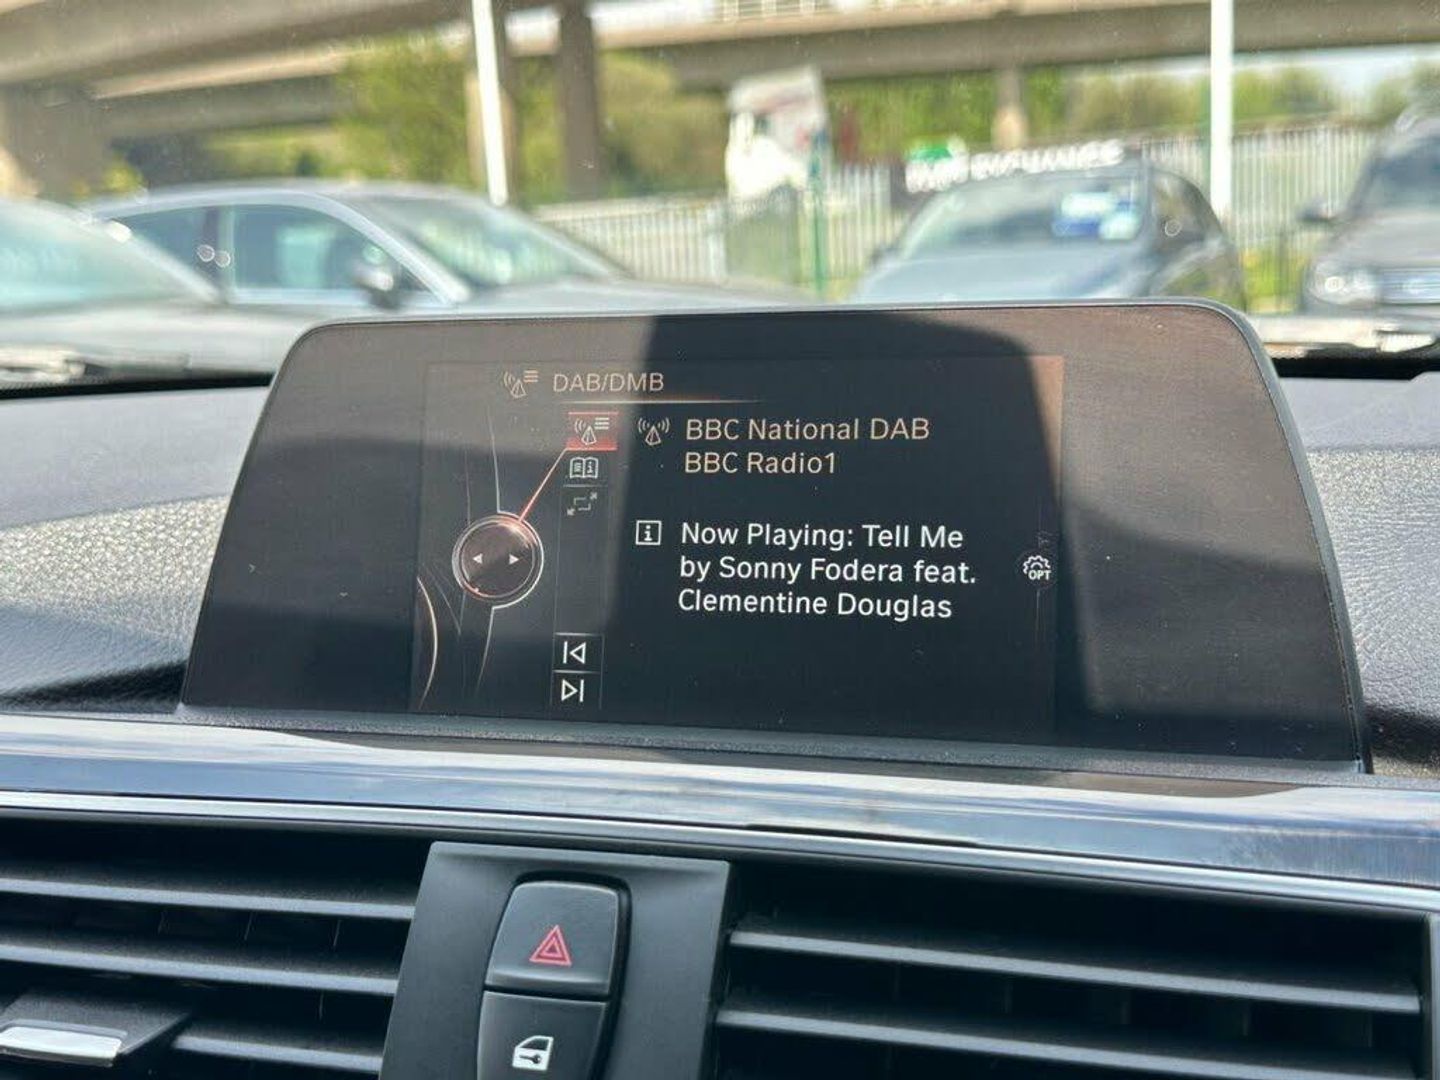 DAB/DMB
BBC National DAB
BBC Radio1
Now Playing: Tell Me
by Sonny Fodera feat.
Clementine Douglas
OPT